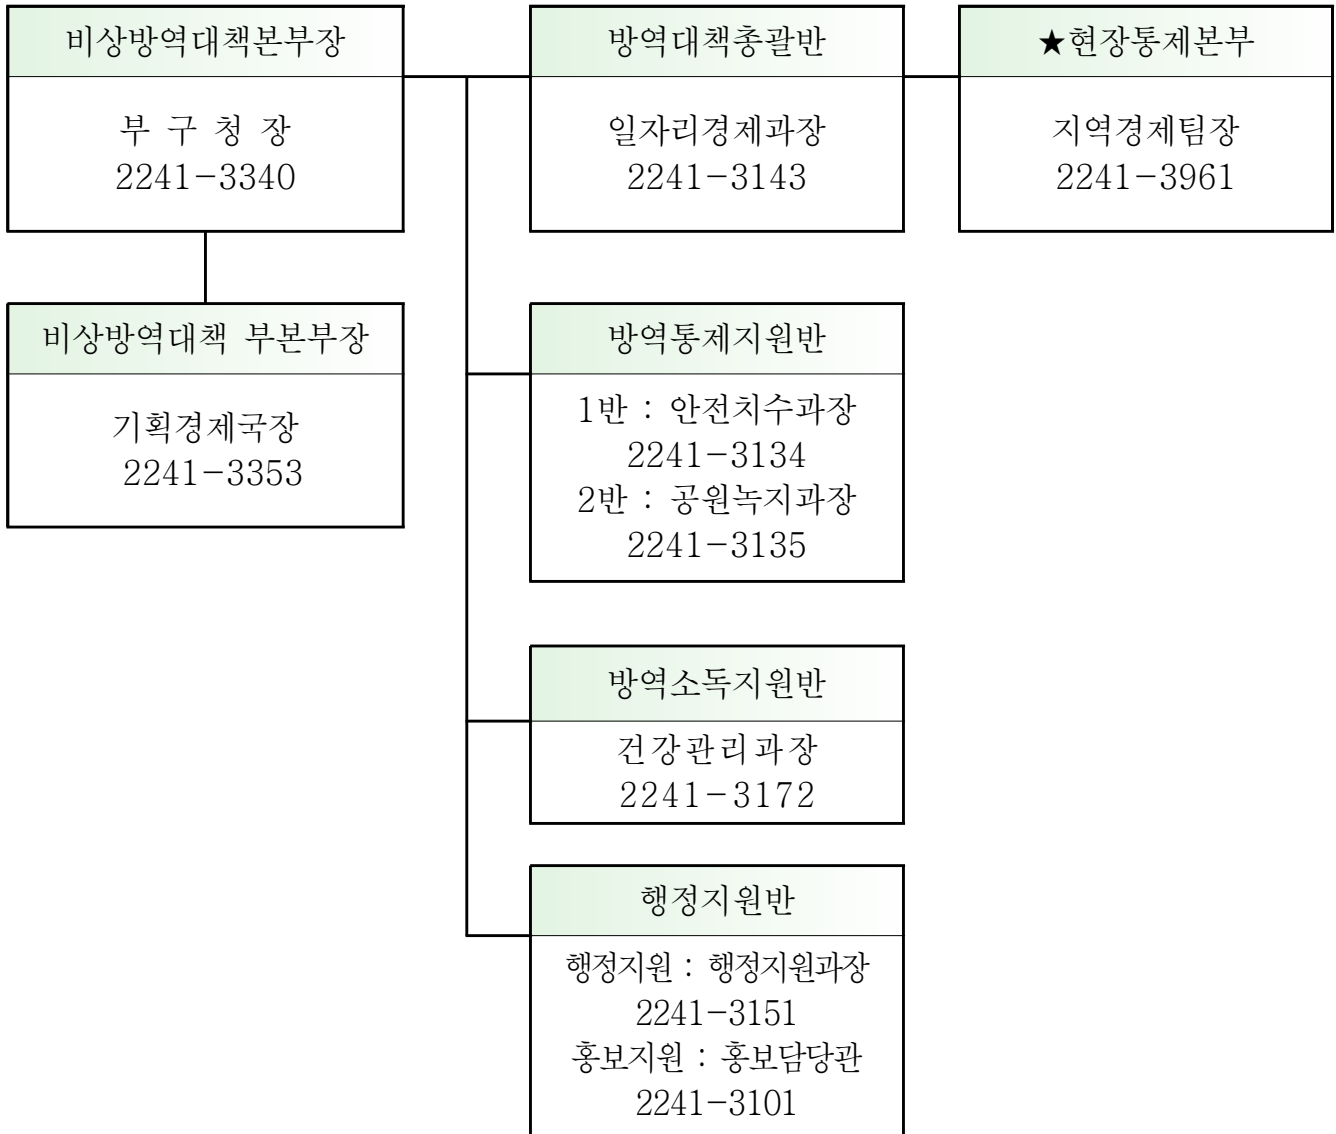 비상방역대책본부장
부 구 청 장
2241-3340
방역대책총괄반
일자리경제과장
2241-3143
★현장통제본부
지역경제팀장
2241-3961
비상방역대책 부본부장
기획경제국장
2241-3353
방역통제지원반
1반 : 안전치수과장
2241-3134
2반 : 공원녹지과장
2241-3135
방역소독지원반
건강관리과장
2241-3172
행정지원반
행정지원 : 행정지원과장
2241-3151
홍보지원 : 홍보담당관
2241-3101